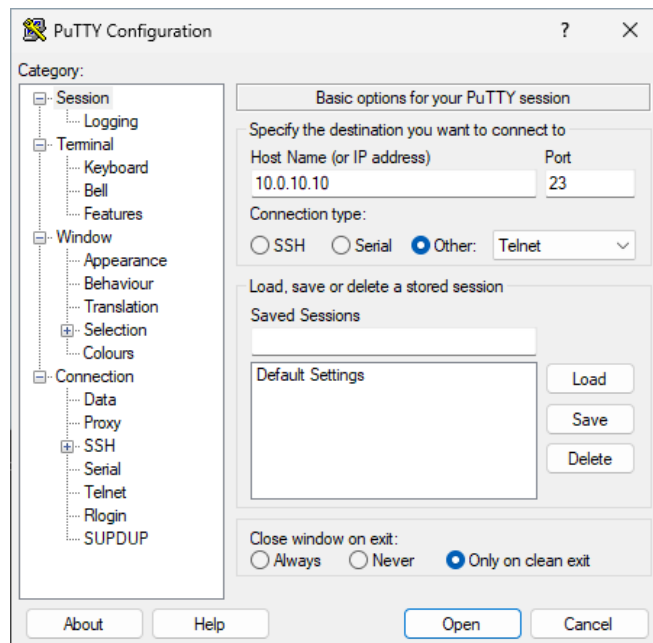 PuTTY Configuration
Category:
Session
Logging
Terminal
Keyboard
Bell
Features
Window
Appearance
Behaviour
Translation
Selection
Colours
Connection
Data
Proxy
SSH
Serial
Telnet
Rlogin
SUPDUP
Basic options for your PuTTY session
Specify the destination you want to connect to
Host Name (or IP address) Port
10.0.10.10 23
Connection type:
SSH Serial Other: Telnet
Load, save or delete a stored session
Saved Sessions
Default Settings
Load
Save
Delete
Close window on exit:
Always Never Only on clean exit
About Help Open Cancel